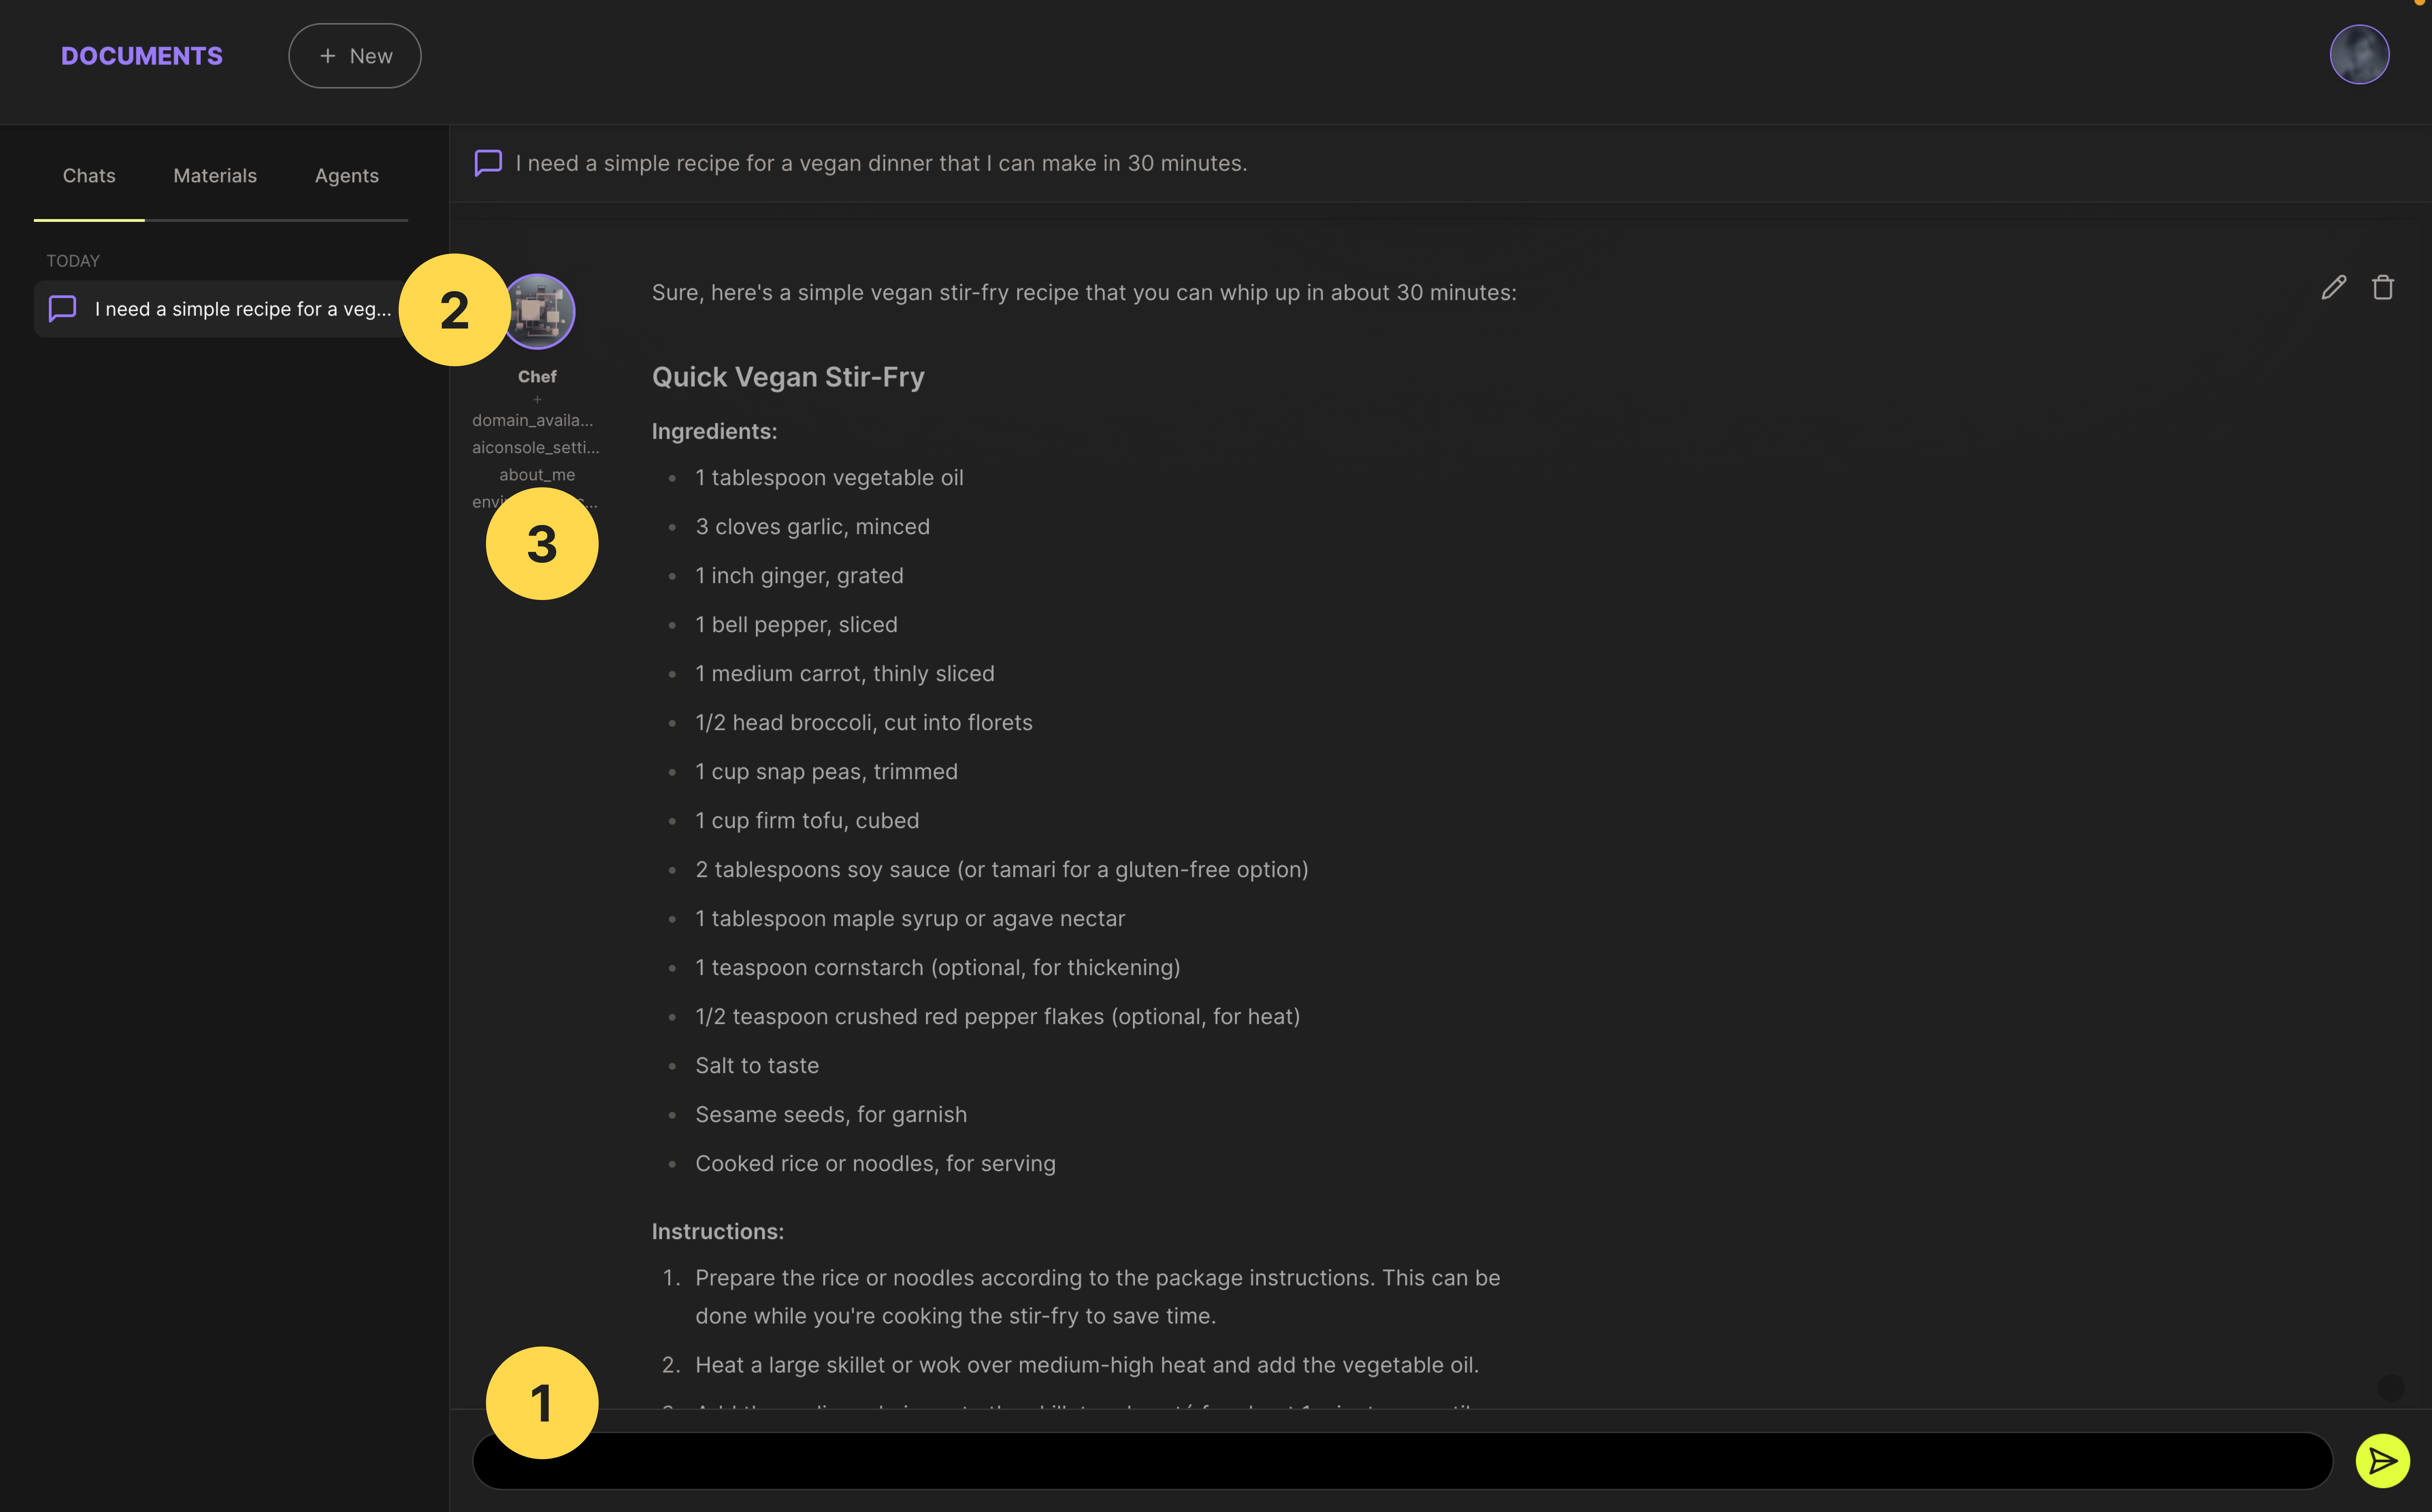 DOCUMENTS
+ New
Chats Materials Agents
TODAY
I need a simple recipe for a veg...
I need a simple recipe for a vegan dinner that I can make in 30 minutes.
2
Chef
+
domain_availa...
aiconsole_setti...
about_me
3
Sure, here's a simple vegan stir-fry recipe that you can whip up in about 30 minutes:
Quick Vegan Stir-Fry
Ingredients:
1 tablespoon vegetable oil
3 cloves garlic, minced
1 inch ginger, grated
1 bell pepper, sliced
1 medium carrot, thinly sliced
1/2 head broccoli, cut into florets
1 cup snap peas, trimmed
1 cup firm tofu, cubed
2 tablespoons soy sauce (or tamari for a gluten-free option)
1 tablespoon maple syrup or agave nectar
1 teaspoon cornstarch (optional, for thickening)
1/2 teaspoon crushed red pepper flakes (optional, for heat)
Salt to taste
Sesame seeds, for garnish
Cooked rice or noodles, for serving
Instructions:
1. Prepare the rice or noodles according to the package instructions. This can be
done while you're cooking the stir-fry to save time.
2. Heat a large skillet or wok over medium-high heat and add the vegetable oil.
1